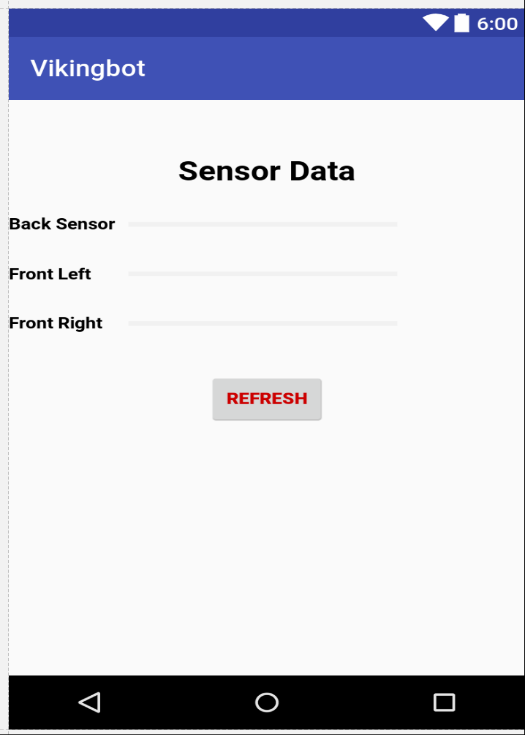 6:00
Vikingbot
Sensor Data
Back Sensor
Front Left
Front Right
REFRESH